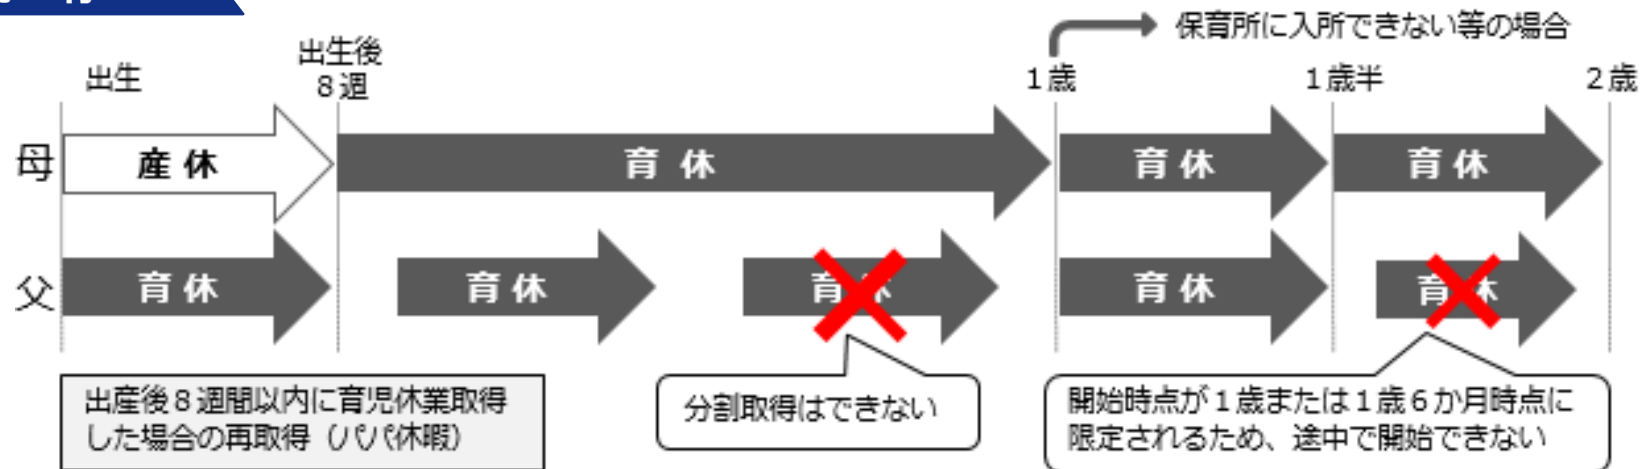 保育所に入所できない等の場合
出生
出生後
８週
１歳
１歳半
２歳
母
産休
育休
育休
育休
父
育休
育休
育休
育休
育休
出産後８週間以内に育児休業取得
した場合の再取得（パパ休暇）
分割取得はできない
開始時点が１歳または１歳６か月時点に
限定されるため、途中で開始できない